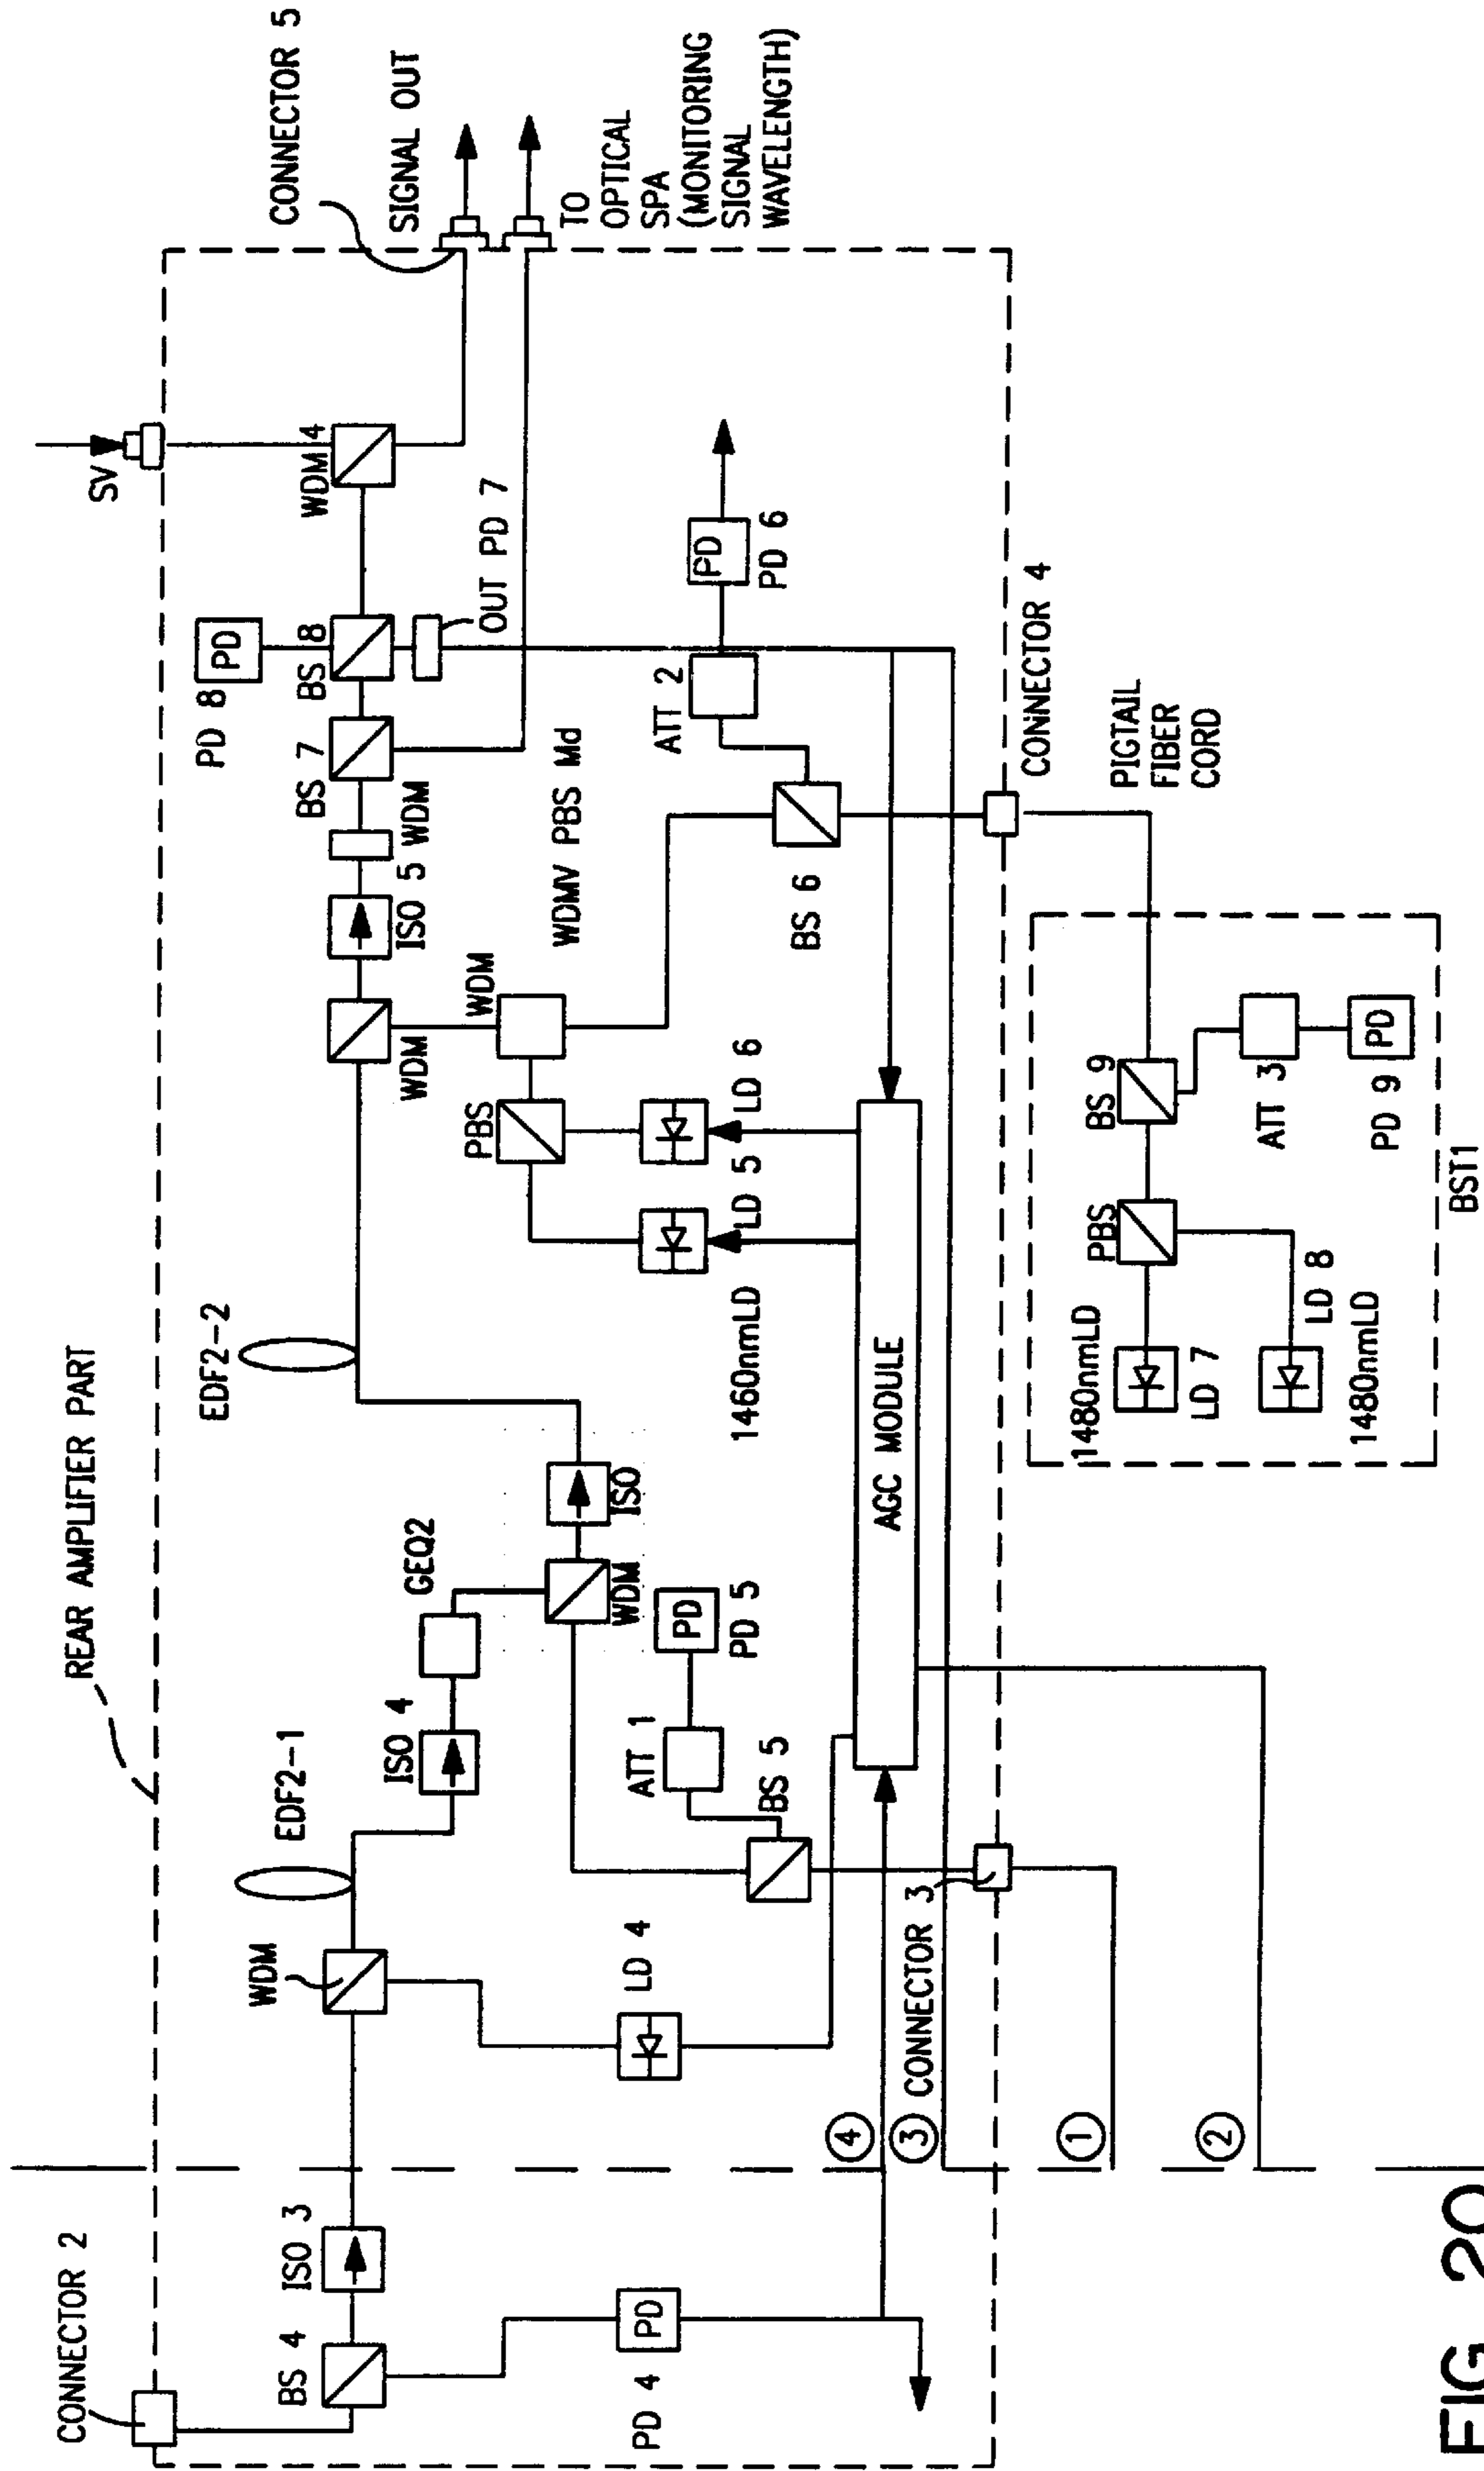 REAR AMPLIFIER PART
CONNECTOR 2
BS 4
ISO 3
PD
PD 4
WDM
EDF2-1
LD 4
ISO 4
GEQ2
WDM
ISO
ATT 1
PD
PD 5
BS 5
CONNECTOR 3
4
3
1
2
EDF2-2
AGC MODULE
1460nmLD
LD 5
LD 6
PBS
WDM
WDM
WDMV PBS Md
ISO 5
WDM
BS 7
BS 8
PD
PD 8
OUT PD 7
WDM 4
SV
ATT 2
PD
PD 6
BS 6
CONNECTOR 5
SIGNAL OUT
TO
OPTICAL
SPA
(MONITORING
SIGNAL
WAVELENGTH)
CONNECTOR 4
PIGTAIL
FIBER
CORD
1480nmLD
LD 7
LD 8
1480nmLD
PBS
BS 9
ATT 3
PD
PD 9
BST1
FIG. 20